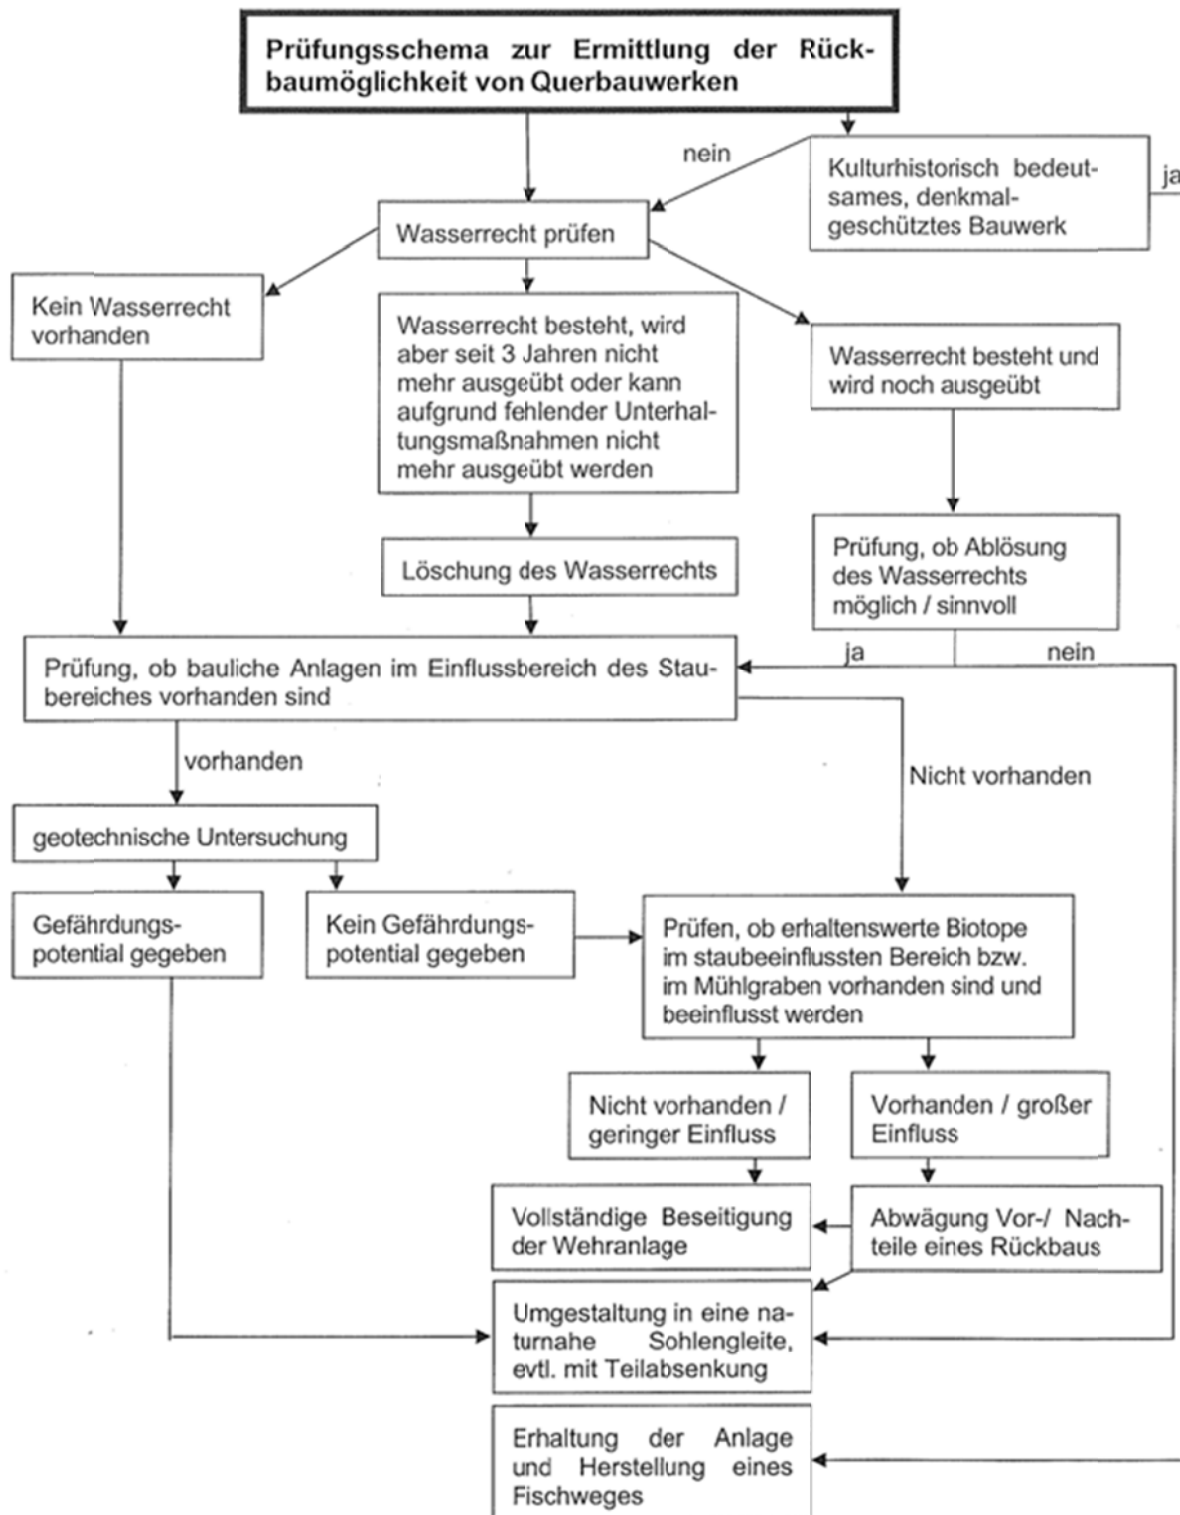 Prüfungsschema zur Ermittlung der Rück-
baumöglichkeit von Querbauwerken
nein
Kulturhistorisch bedeut-
sames, denkmal-
geschütztes Bauwerk
ja
Wasserrecht prüfen
Kein Wasserrecht
vorhanden
Wasserrecht besteht, wird
aber seit 3 Jahren nicht
mehr ausgeübt oder kann
aufgrund fehlender Unterhal-
tungsmaßnahmen nicht
mehr ausgeübt werden
Wasserrecht besteht und
wird noch ausgeübt
Löschung des Wasserrechts
Prüfung, ob Ablösung
des Wasserrechts
möglich / sinnvoll
ja
nein
Prüfung, ob bauliche Anlagen im Einflussbereich des Stau-
bereiches vorhanden sind
vorhanden
Nicht vorhanden
geotechnische Untersuchung
Gefährdungs-
potential gegeben
Kein Gefährdungs-
potential gegeben
Prüfen, ob erhaltenswerte Biotope
im staubeeinflussten Bereich bzw.
im Mühlgraben vorhanden sind und
beeinflusst werden
Nicht vorhanden /
geringer Einfluss
Vorhanden / großer
Einfluss
Vollständige Beseitigung
der Wehranlage
Abwägung Vor-/ Nach-
teile eines Rückbaus
Umgestaltung in eine na-
turnahe Sohlengleite,
evtl. mit Teilabsenkung
Erhaltung der Anlage
und Herstellung eines
Fischweges